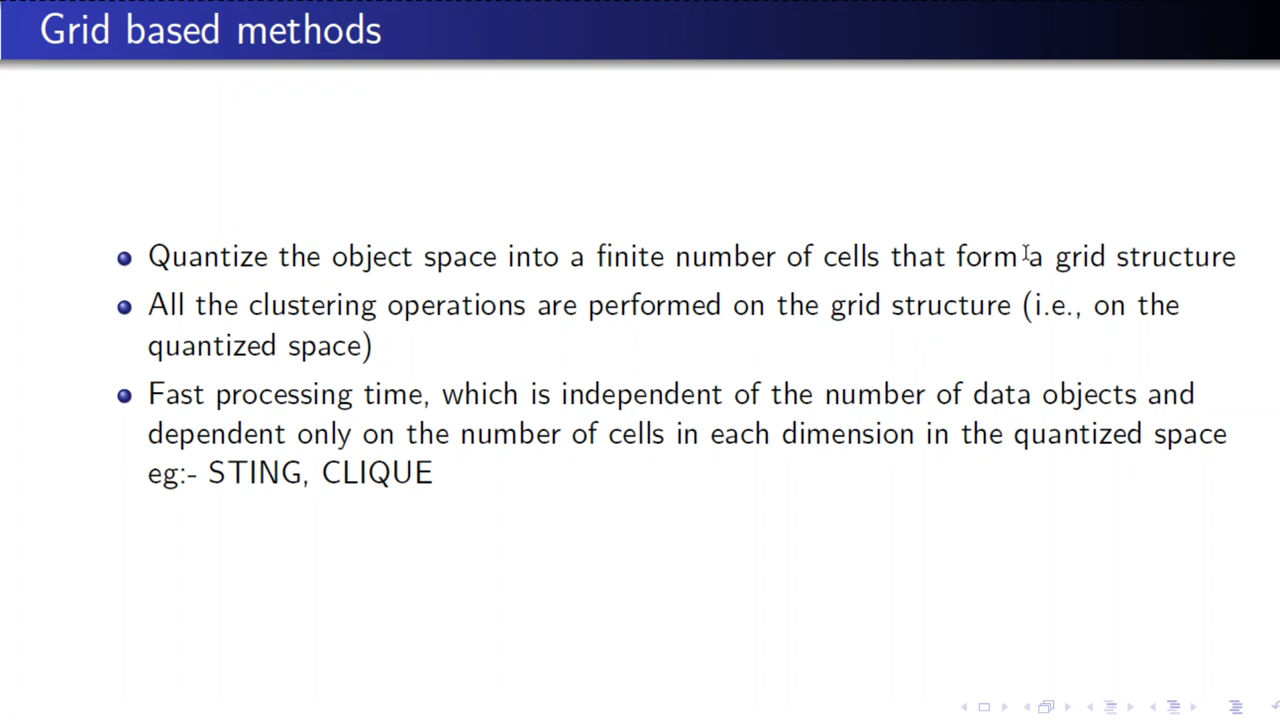 Grid based methods
Quantize the object space into a finite number of cells that form a grid structure
All the clustering operations are performed on the grid structure (i.e., on the
quantized space)
Fast processing time, which is independent of the number of data objects and
dependent only on the number of cells in each dimension in the quantized space
eg:- STING, CLIQUE